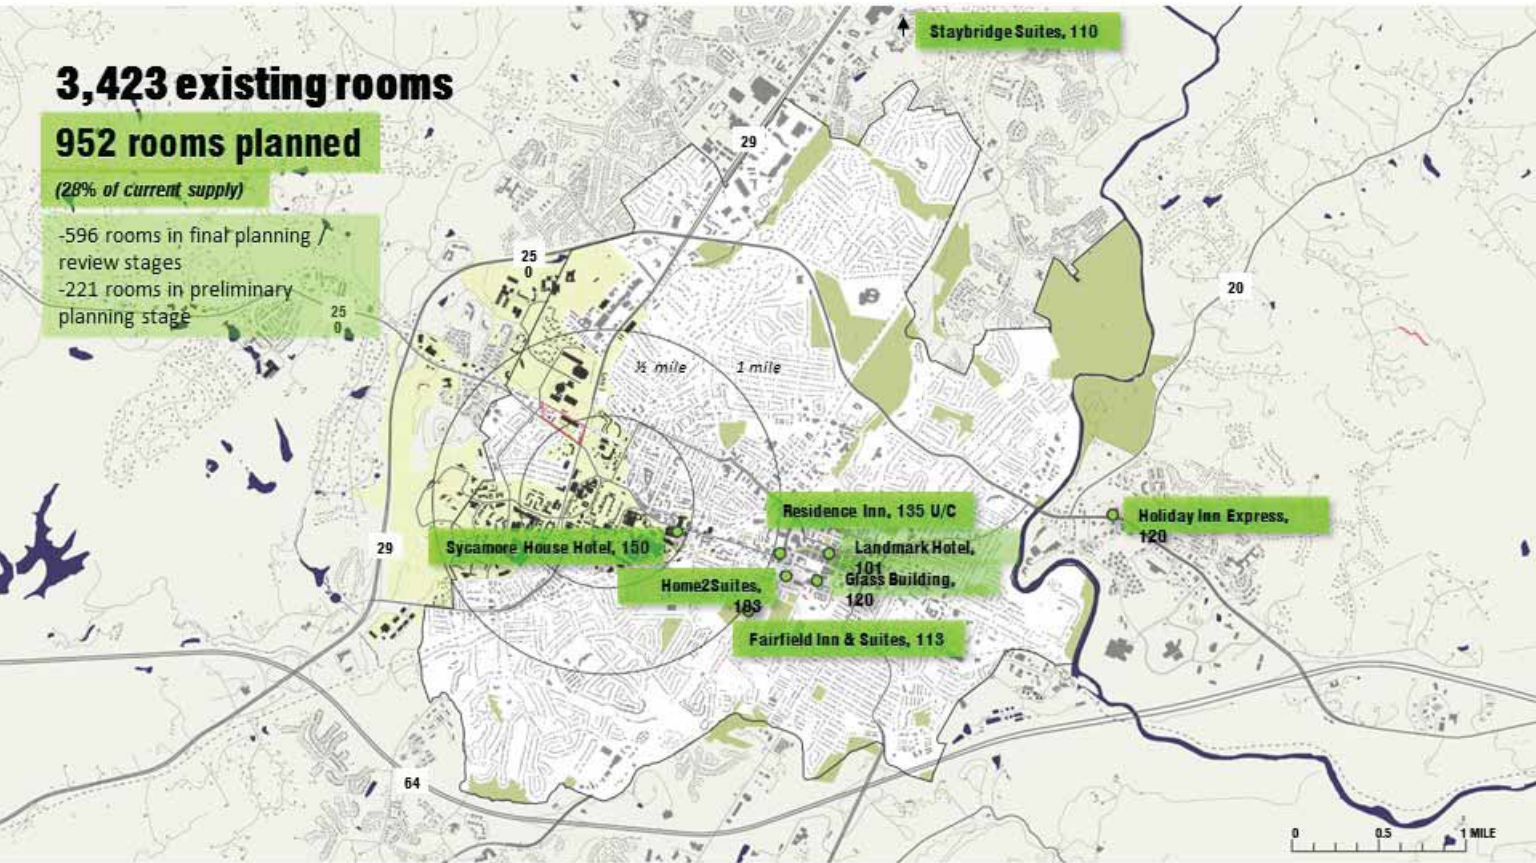 Staybridge Suites, 110
3,423 existing rooms
952 rooms planned
(28% of current supply)
-596 rooms in final planning /
review stages
-221 rooms in preliminary
planning stage
29
25
0
25
0
20
½ mile
1 mile
Residence Inn, 135 U/C
Holiday Inn Express,
120
Sycamore House Hotel, 150
29
Landmark Hotel,
101
Glass Building,
120
Home2Suites,
103
Fairfield Inn & Suites, 113
64
0
0.5
1 MILE